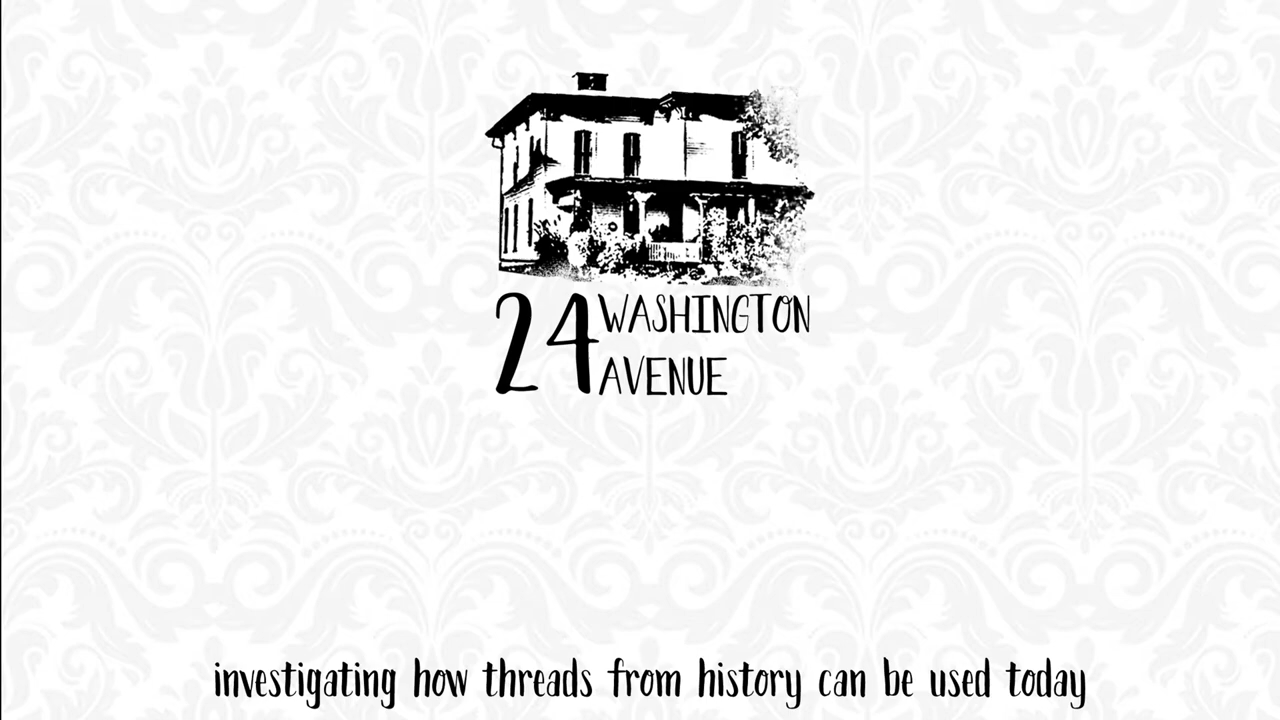 24 WASHINGTON
AVENUE
investigating how threads from history can be used today